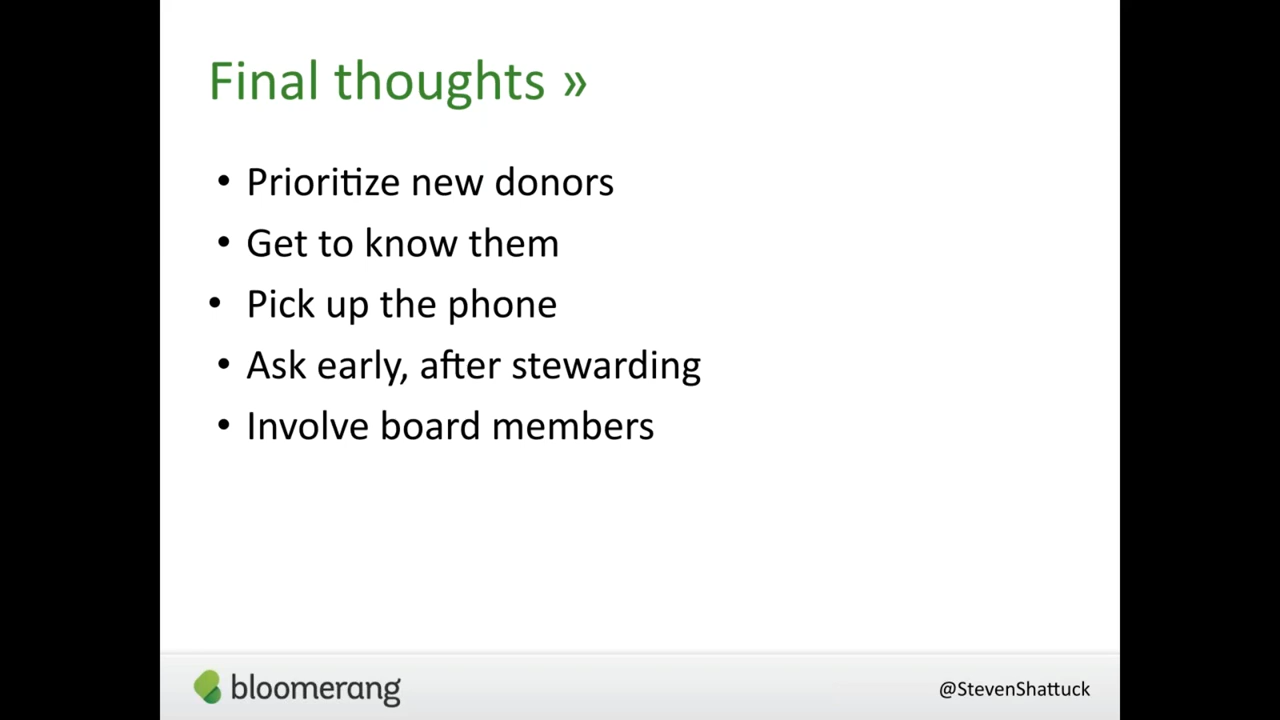 Final thoughts »
• Prioritize new donors
• Get to know them
• Pick up the phone
• Ask early, after stewarding
• Involve board members
bloomerang
@StevenShattuck